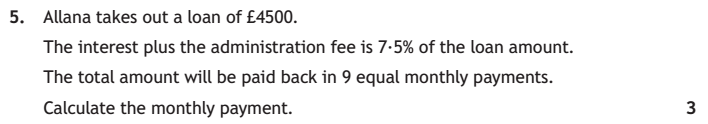 5. Allana takes out a loan of £4500.
The interest plus the administration fee is 7·5% of the loan amount.
The total amount will be paid back in 9 equal monthly payments.
Calculate the monthly payment. 3